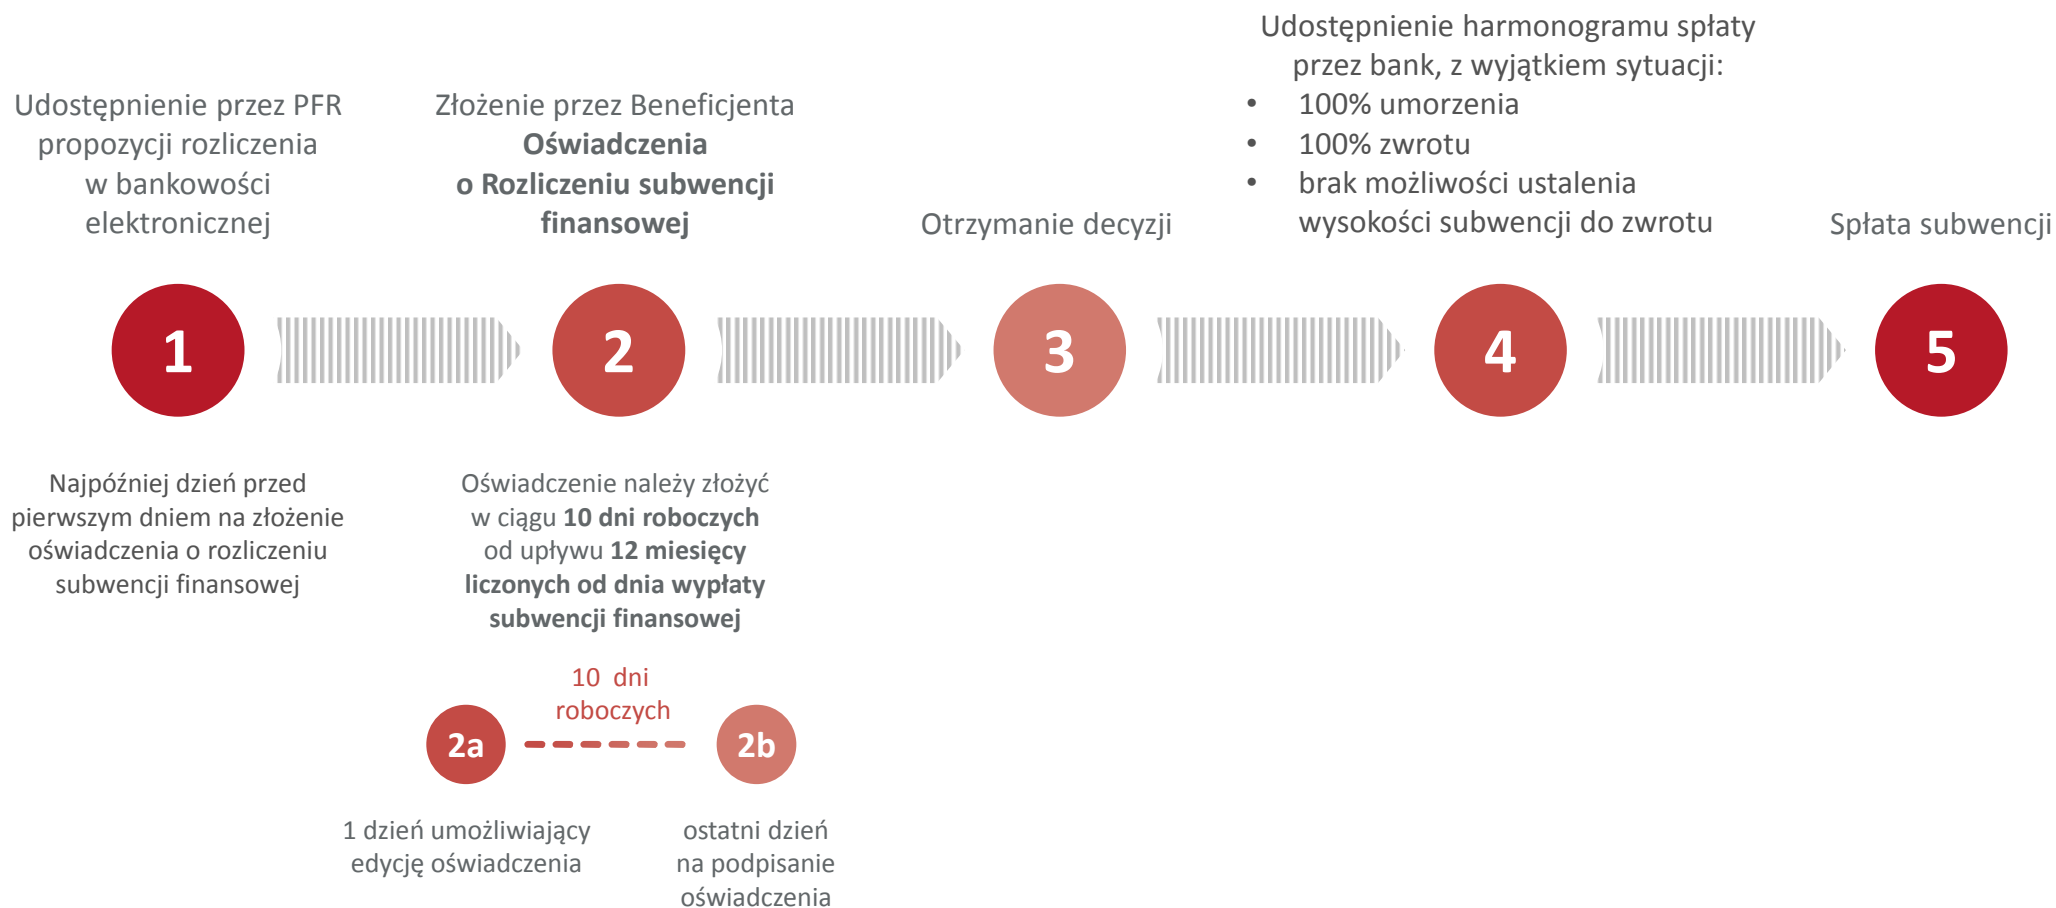 Udostępnienie przez PFR
propozycji rozliczenia
w bankowości
elektronicznej
Złożenie przez Beneficjenta
Oświadczenia
o Rozliczeniu subwencji
finansowej
Otrzymanie decyzji
Udostępnienie harmonogramu spłaty
przez bank, z wyjątkiem sytuacji:
• 100% umorzenia
• 100% zwrotu
• brak możliwości ustalenia
wysokości subwencji do zwrotu
Spłata subwencji
1
2
3
4
5
Najpóźniej dzień przed
pierwszym dniem na złożenie
oświadczenia o rozliczeniu
subwencji finansowej
Oświadczenie należy złożyć
w ciągu 10 dni roboczych
od upływu 12 miesięcy
liczonych od dnia wypłaty
subwencji finansowej
10 dni
roboczych
2a
2b
1 dzień umożliwiający
edycję oświadczenia
ostatni dzień
na podpisanie
oświadczenia